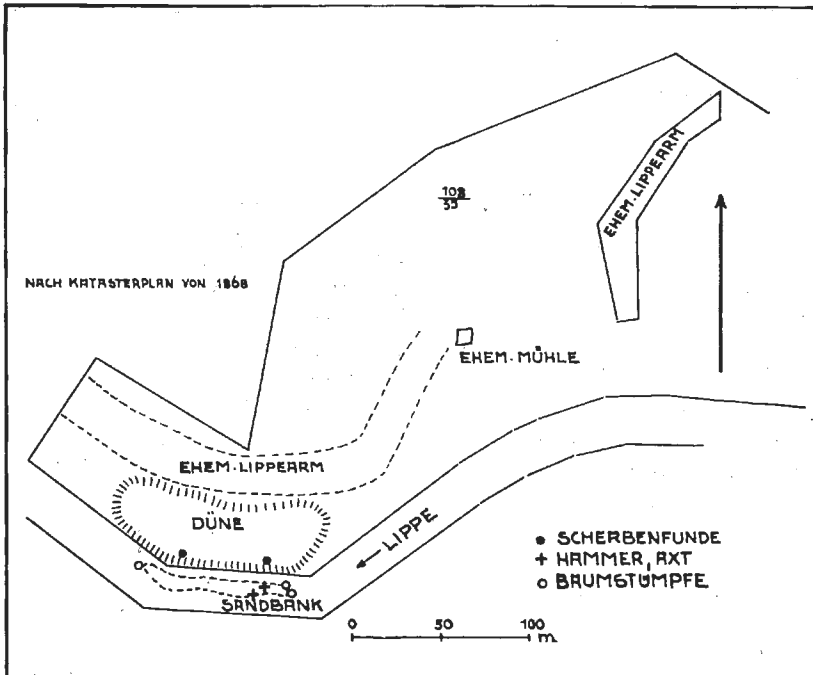 EHEM. LIPPEARM
108
35
NACH KATASTERPLAN VON 1868
EHEM. MÜHLE
EHEM. LIPPEARM
DÜNE
LIPPE
SCHERBENFUNDE
HAMMER, AXT
BAUMSTÜMPFE
SANDBANK
0 50 100
m